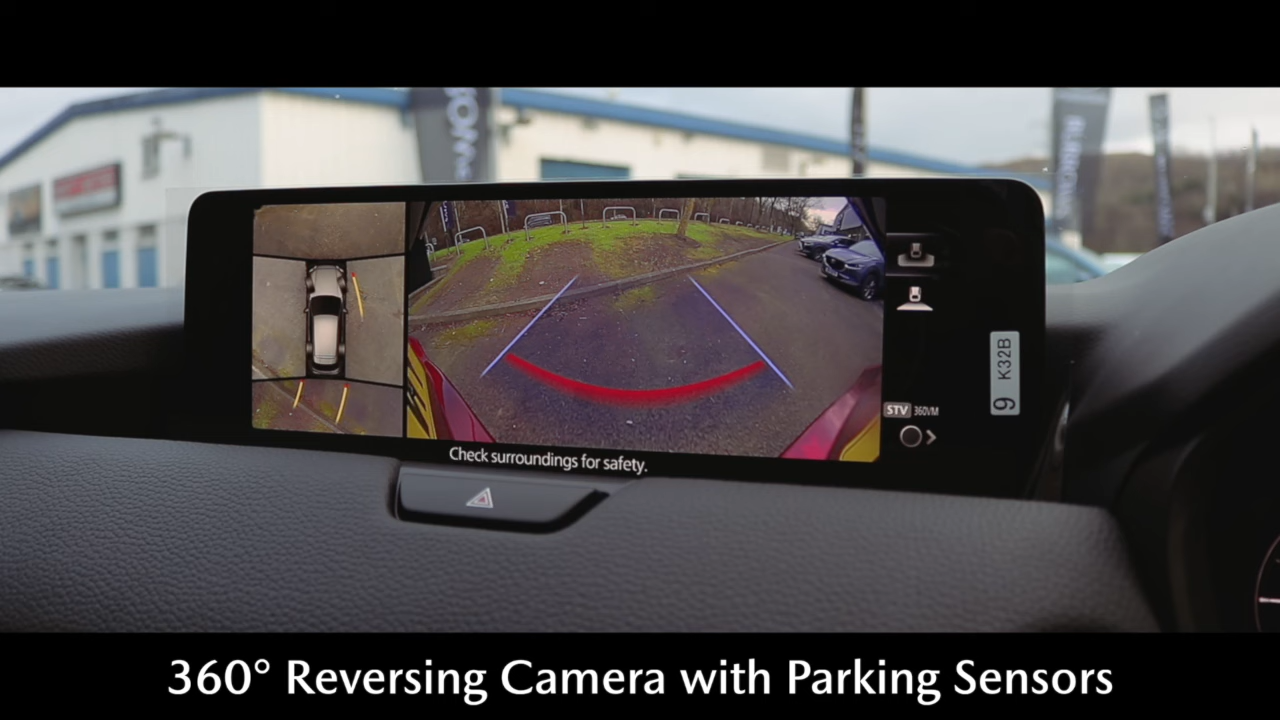 Check surroundings for safety.
STV 360VM
9 K32B
360° Reversing Camera with Parking Sensors